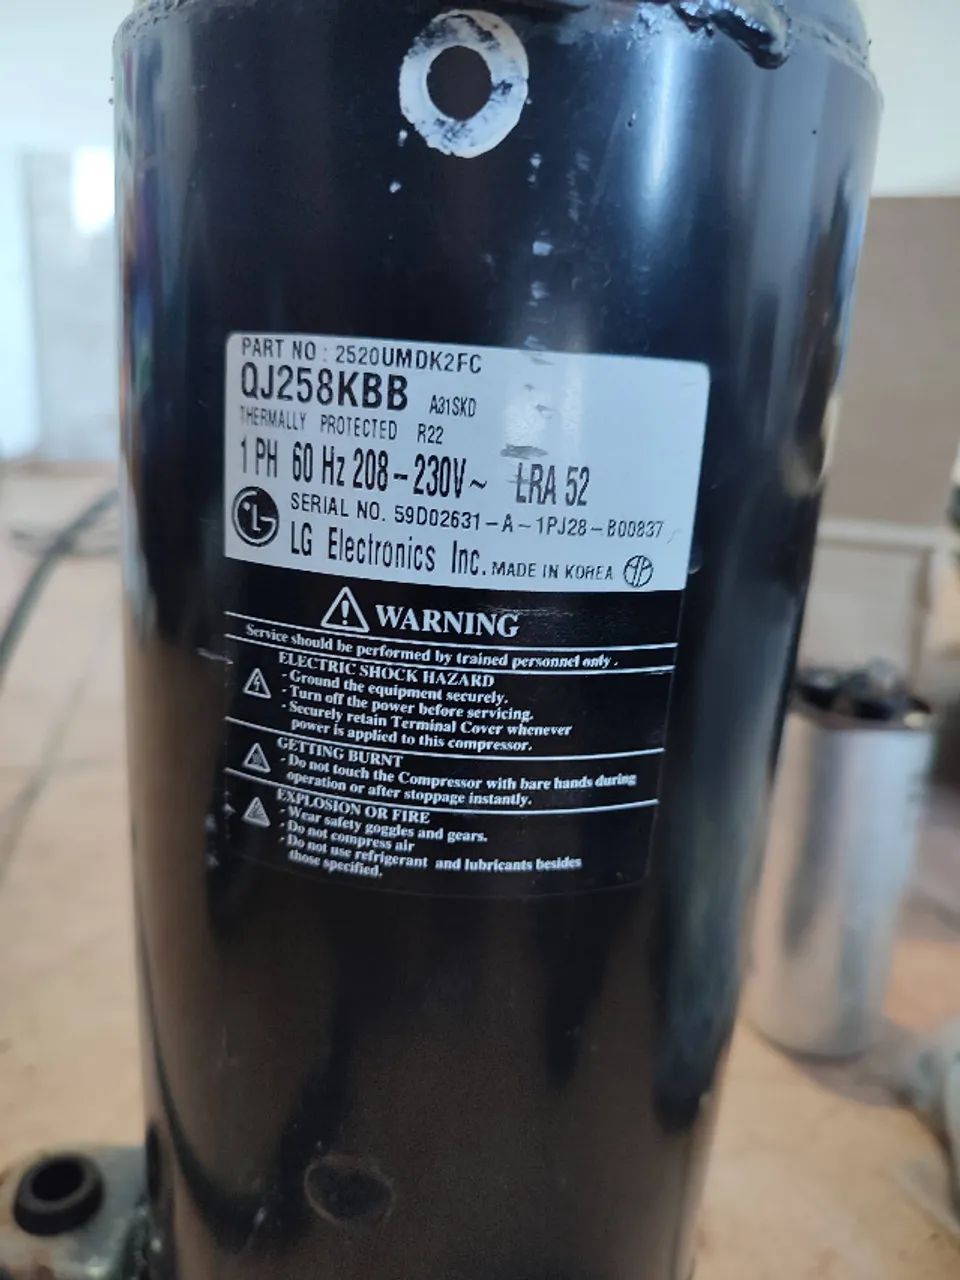 PART NO : 2520UMDK2FC
QJ258KBB A31SKD
THERMALLY PROTECTED R22
1 PH 60 Hz 208-230V~ LRA 52
SERIAL NO. 59D02631-A-1PJ28-B00837
LG LG Electronics Inc. MADE IN KOREA
WARNING
Service should be performed by trained personnel only.
ELECTRIC SHOCK HAZARD
- Ground the equipment securely.
- Turn off the power before servicing.
- Securely retain Terminal Cover whenever
power is applied to this compressor.
GETTING BURNT
- Do not touch the Compressor with bare hands during
operation or after stoppage instantly.
EXPLOSION OR FIRE
- Wear safety goggles and gears.
- Do not compress air
- Do not use refrigerant and lubricants besides
those specified.